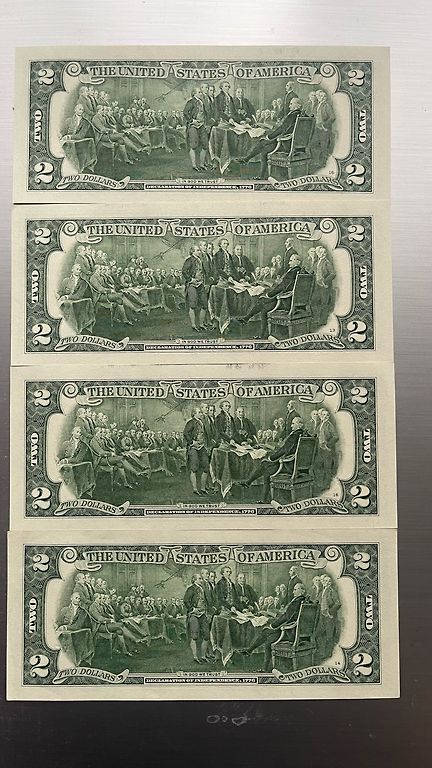 2 THE UNITED STATES OF AMERICA 2
TWO TWO
16
2 TWO DOLLARS IN GOD WE TRUST TWO DOLLARS 2
DECLARATION OF INDEPENDENCE, 1776
2 THE UNITED STATES OF AMERICA 2
TWO TWO
2 TWO DOLLARS IN GOD WE TRUST TWO DOLLARS 2
DECLARATION OF INDEPENDENCE, 1776
2 THE UNITED STATES OF AMERICA 2
TWO TWO
2 TWO DOLLARS IN GOD WE TRUST TWO DOLLARS 2
DECLARATION OF INDEPENDENCE, 1776
2 THE UNITED STATES OF AMERICA 2
TWO TWO
2 TWO DOLLARS IN GOD WE TRUST TWO DOLLARS 2
DECLARATION OF INDEPENDENCE, 1776